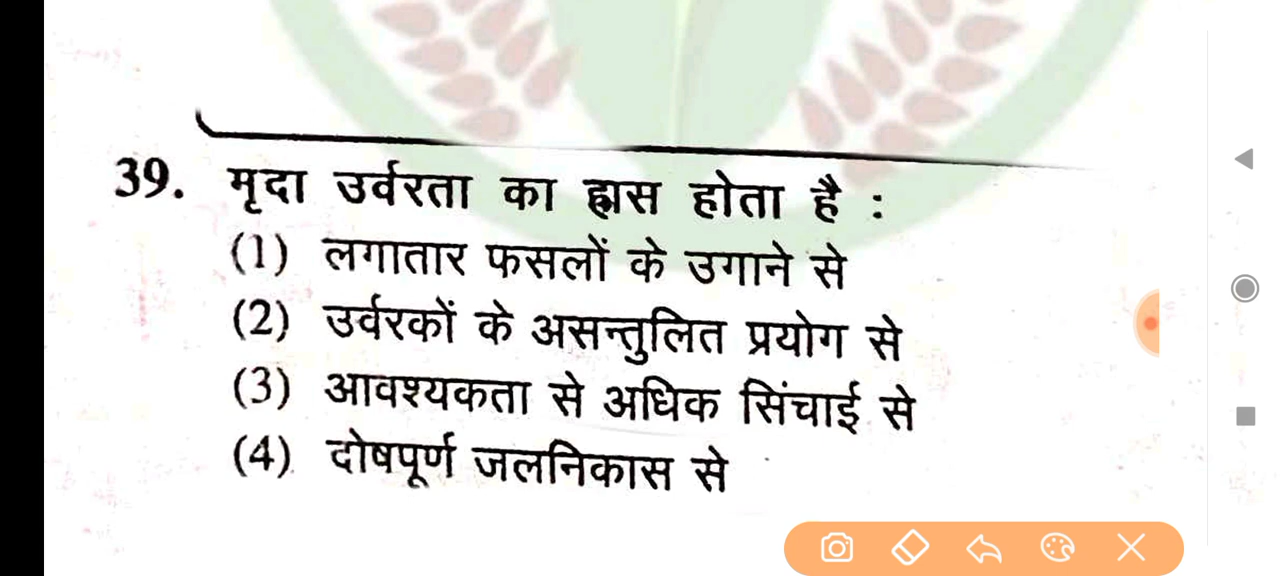 39. मृदा उर्वरता का ह्रास होता है :
(1) लगातार फसलों के उगाने से
(2) उर्वरकों के असन्तुलित प्रयोग से
(3) आवश्यकता से अधिक सिंचाई से
(4) दोषपूर्ण जलनिकास से